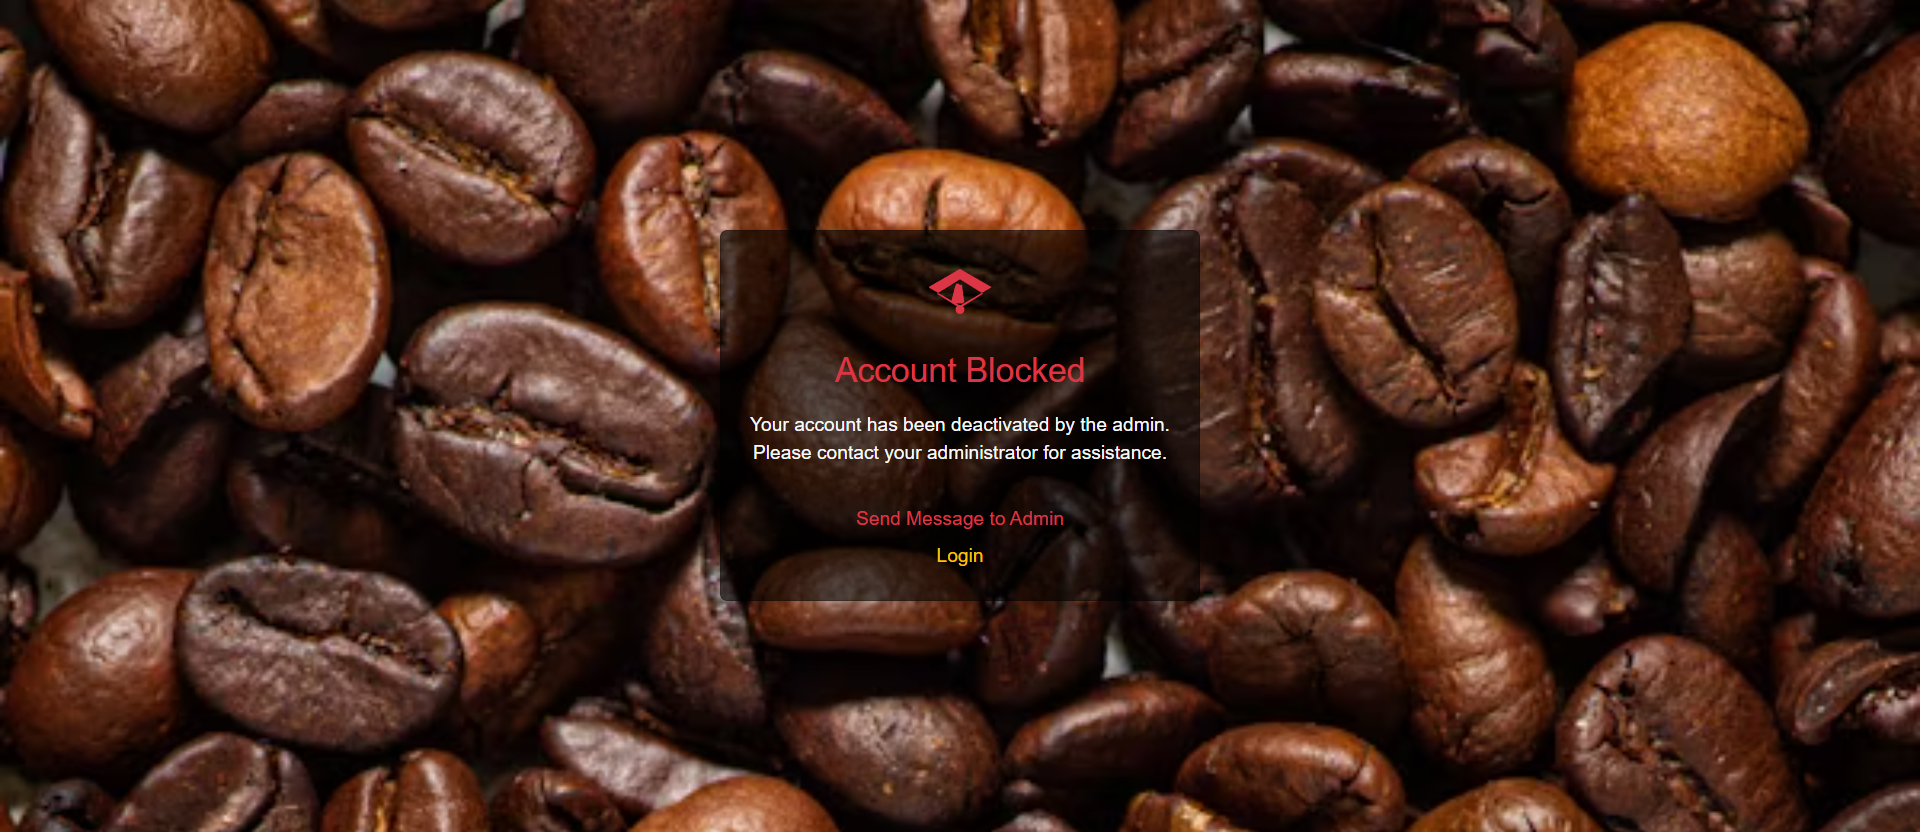 Account Blocked
Your account has been deactivated by the admin.
Please contact your administrator for assistance.
Send Message to Admin
Login